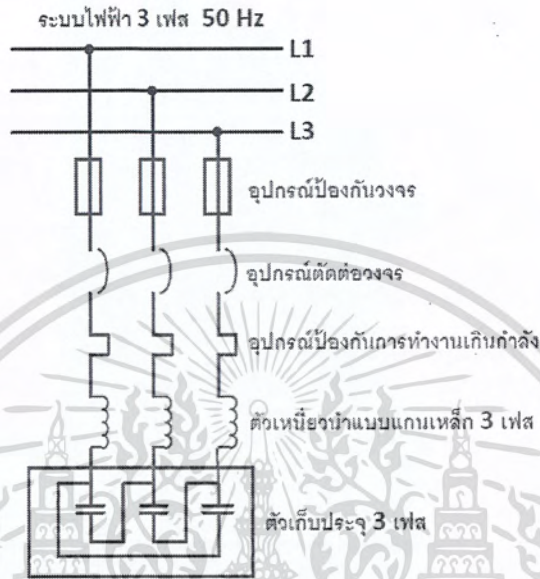 ระบบไฟฟ้า 3 เฟส 50 Hz
L1
L2
L3
อุปกรณ์ป้องกันวงจร
อุปกรณ์ตัดต่อวงจร
อุปกรณ์ป้องกันการทำงานเกินกำลัง
ตัวเหนี่ยวนำแบบแกนเหล็ก 3 เฟส
ตัวเก็บประจุ 3 เฟส